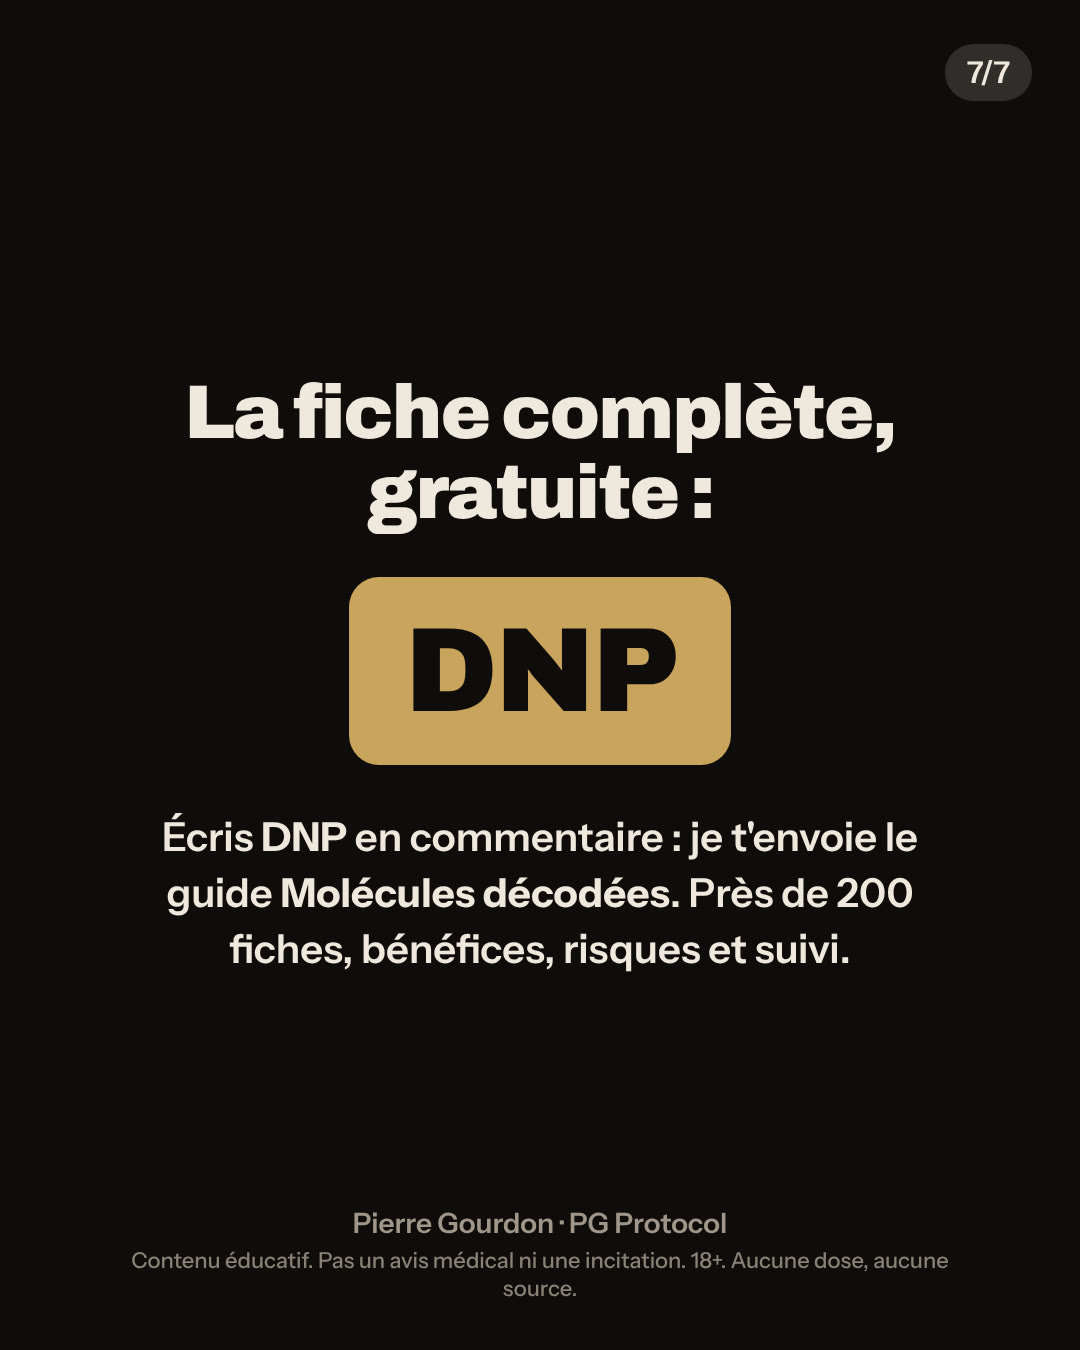 7/7
La fiche complète,
gratuite :
DNP
Écris DNP en commentaire : je t'envoie le
guide Molécules décodées. Près de 200
fiches, bénéfices, risques et suivi.
Pierre Gourdon · PG Protocol
Contenu éducatif. Pas un avis médical ni une incitation. 18+. Aucune dose, aucune
source.